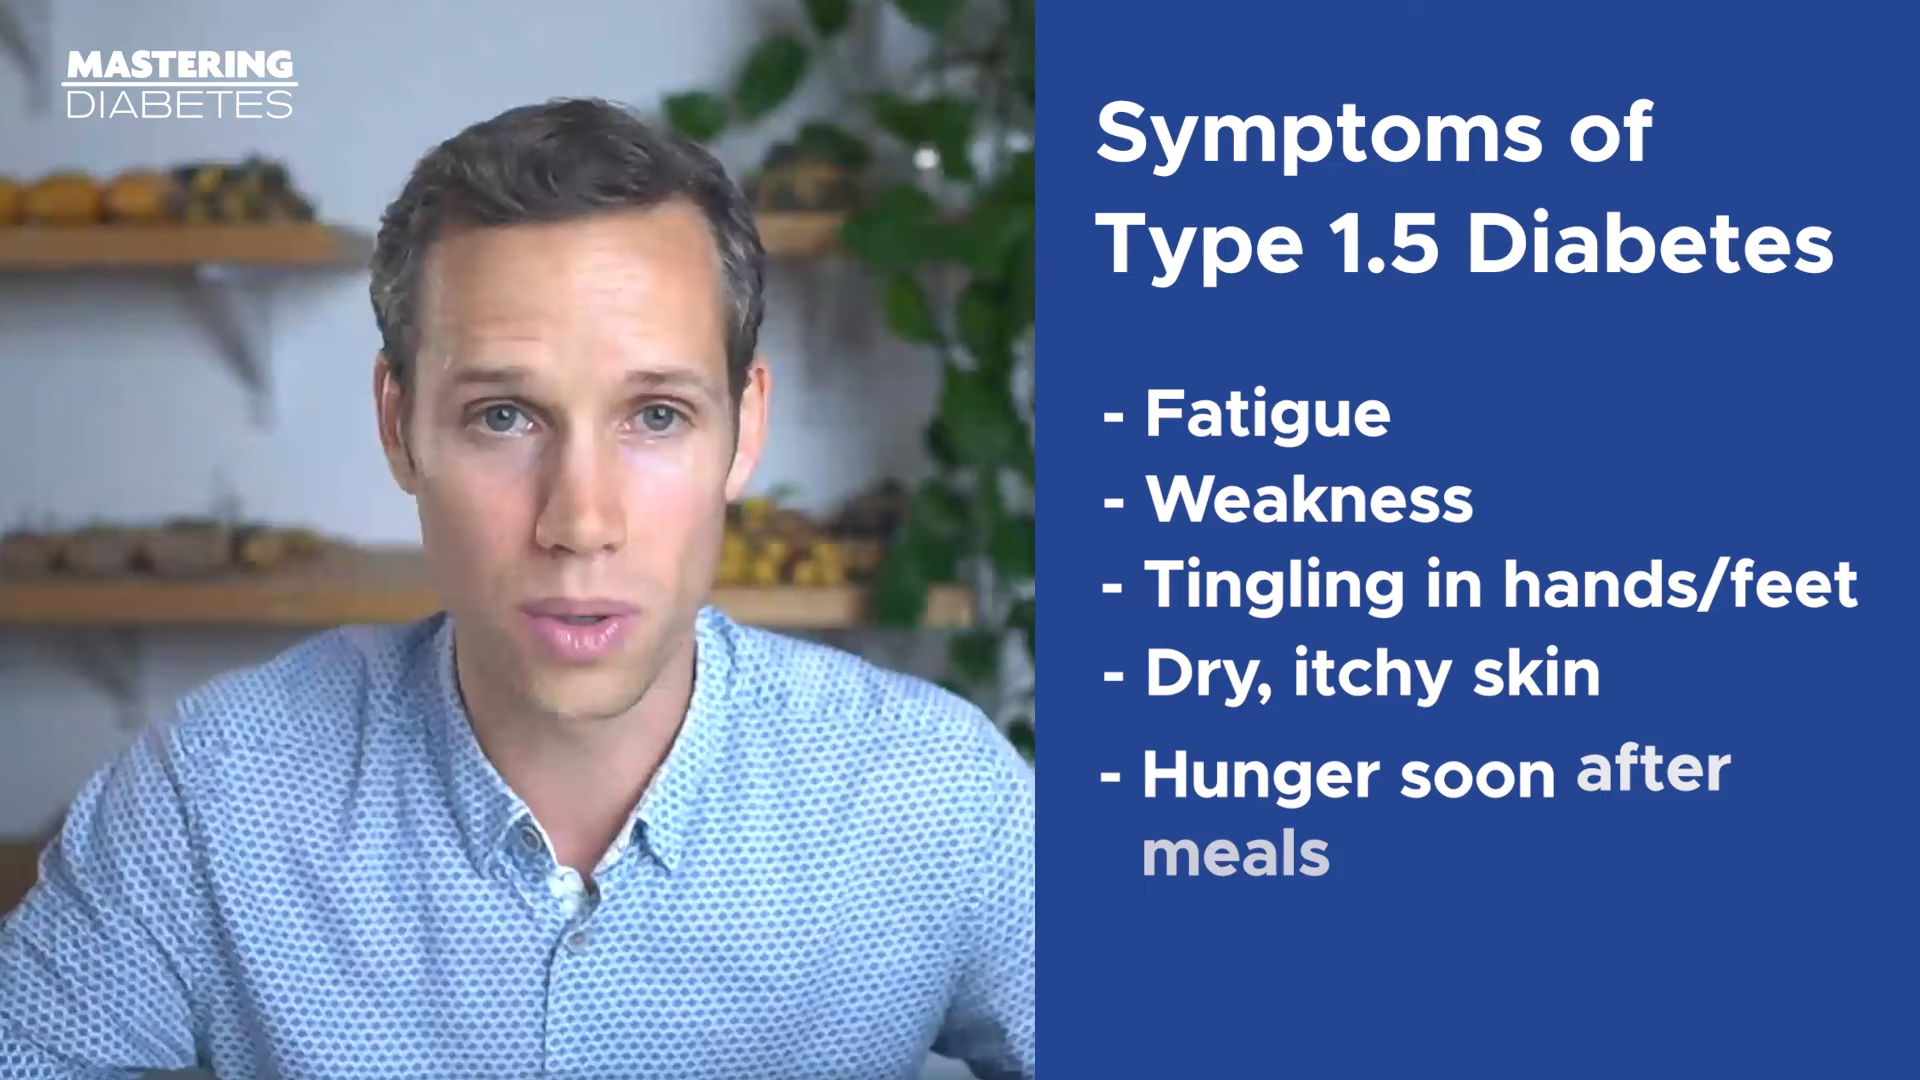 MASTERING
DIABETES
Symptoms of
Type 1.5 Diabetes
- Fatigue
- Weakness
- Tingling in hands/feet
- Dry, itchy skin
- Hunger soon after
meals